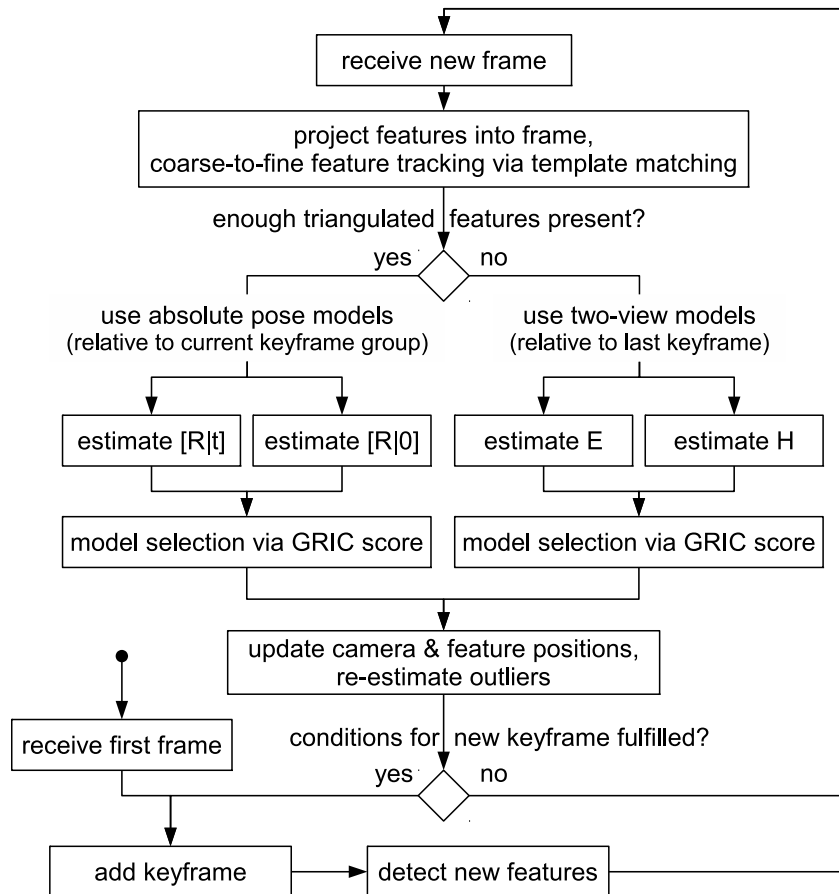 receive new frame
project features into frame,
coarse-to-fine feature tracking via template matching
enough triangulated features present?
yes
no
use absolute pose models
(relative to current keyframe group)
use two-view models
(relative to last keyframe)
estimate [R|t]
estimate [R|0]
estimate E
estimate H
model selection via GRIC score
model selection via GRIC score
update camera & feature positions,
re-estimate outliers
receive first frame
conditions for new keyframe fulfilled?
yes
no
add keyframe
detect new features